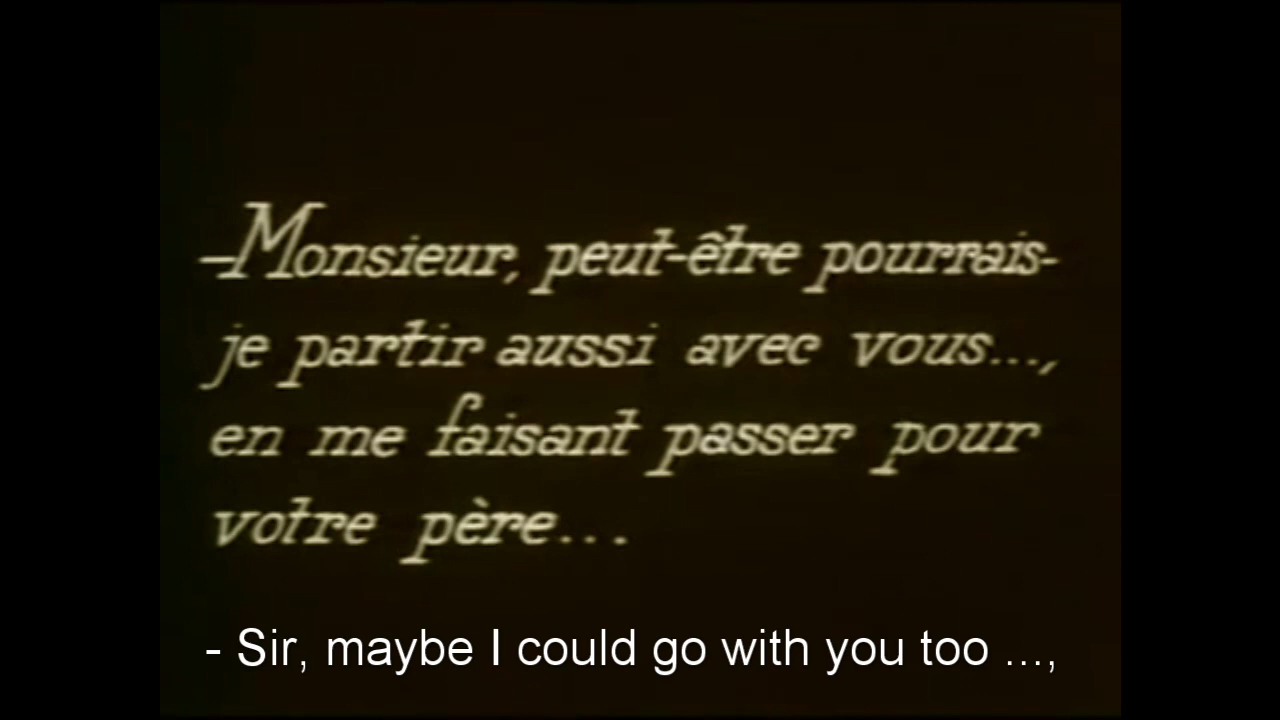 –Monsieur, peut-être pourrais-
je partir aussi avec vous...,
en me faisant passer pour
votre père...
- Sir, maybe I could go with you too ...,